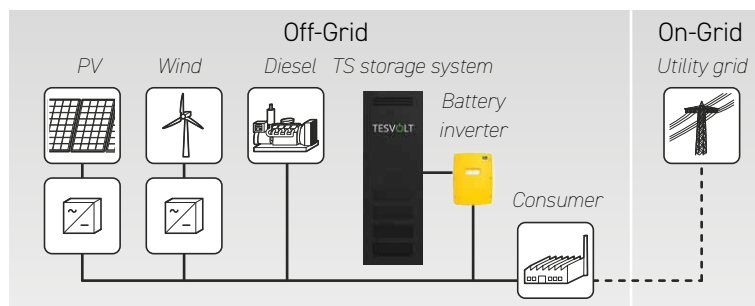 Off-Grid
On-Grid
PV
Wind
Diesel
TS storage system
Utility grid
TESVOLT
Battery
inverter
Consumer